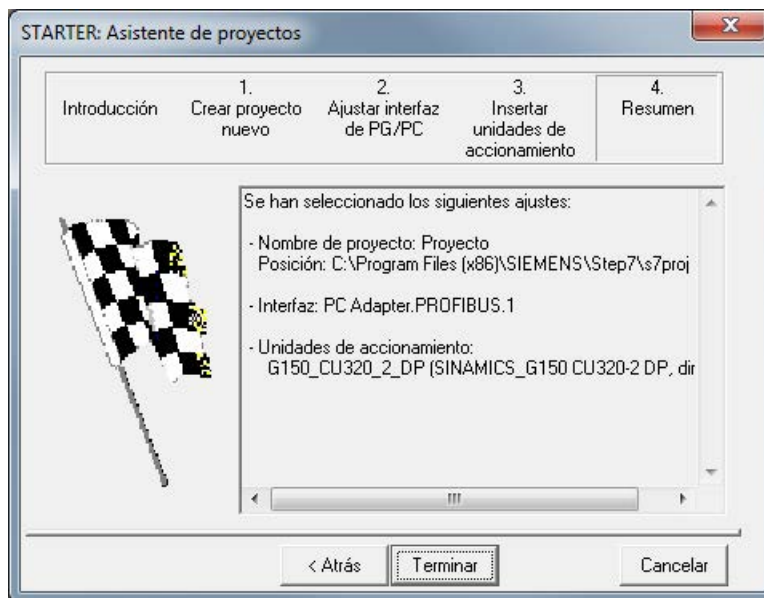 STARTER: Asistente de proyectos
Introducción
1.
Crear proyecto
nuevo
2.
Ajustar interfaz
de PG/PC
3.
Insertar
unidades de
accionamiento
4.
Resumen
Se han seleccionado los siguientes ajustes:
- Nombre de proyecto: Proyecto
Posición: C:\Program Files (x86)\SIEMENS\Step7\s7proj
- Interfaz: PC Adapter.PROFIBUS.1
- Unidades de accionamiento:
G150_CU320_2_DP (SINAMICS_G150 CU320-2 DP, dir
< Atrás
Terminar
Cancelar